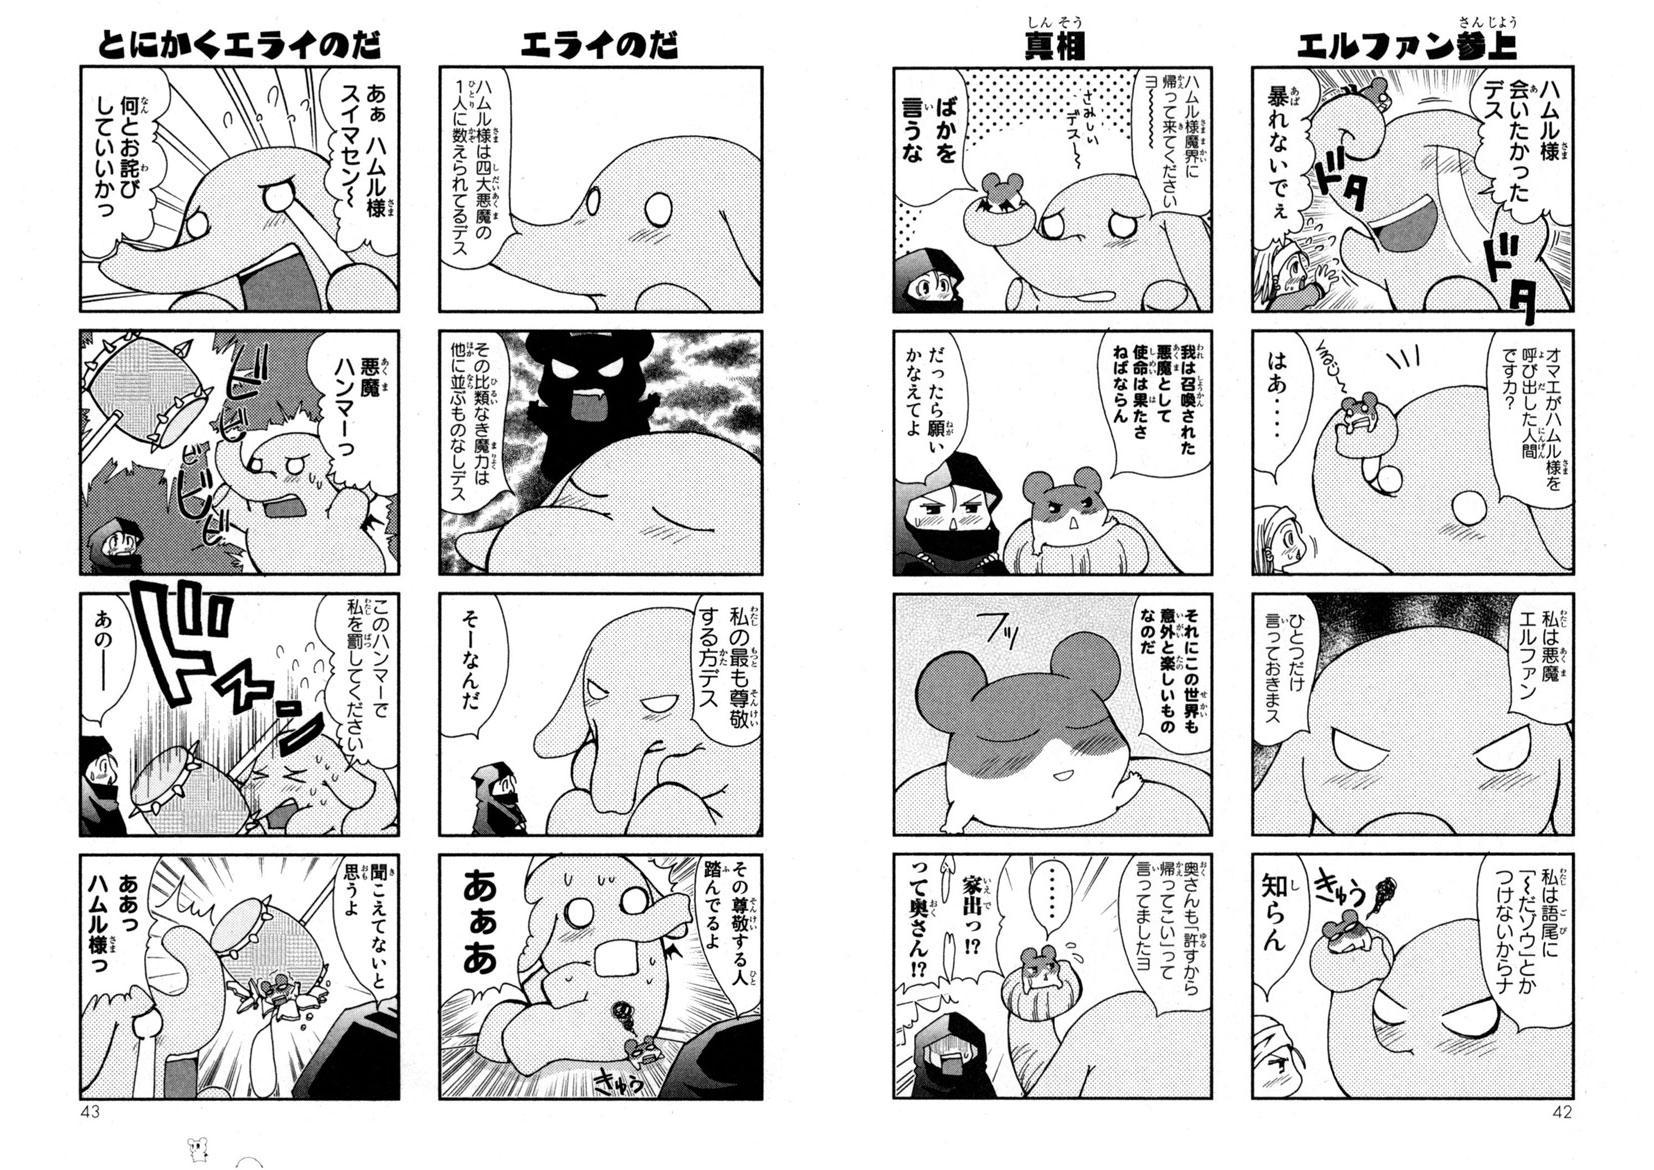 エルファン参上
ハムル様
会いたかった
デス
暴れないでぇ
ドタ
ドタ
オマエがハムル様を
呼び出した人間
ですカ?
はあ・・・・
私は悪魔
エルファン
ひとつだけ
言っておきまス
私は語尾に
「～だゾウ」とか
つけないからナ
きゅう
知らん
真相
ハムル様魔界に
帰って来てください
ヨ～～～～
さみしい
デス～
ばかを
言うな
我は召喚された
悪魔として
使命は果たさ
ねばならん
だったら願い
かなえてよ
それにこの世界も
意外と楽しいもの
なのだ
フッ
奥さんも「許すから
帰ってこい」って
言ってましたヨ
・・・・・・
家出っ!?
って奥さん!?
42
エライのだ
ハムル様は四大悪魔の
1人に数えられてるデス
その比類なき魔力は
他に並ぶものなしデス
私の最も尊敬
する方デス
そーなんだ
その尊敬する人
踏んでるよ
あぁあ
きゅう
とにかくエライのだ
あぁ ハムル様
スイマセン～
何とお詫び
していいかっ
悪魔
ハンマーっ
ビビ
ビビビ
このハンマーで
私を罰してください
ドズーン
あの――
聞こえてないと
思うよ
ああっ
ハムル様っ
43